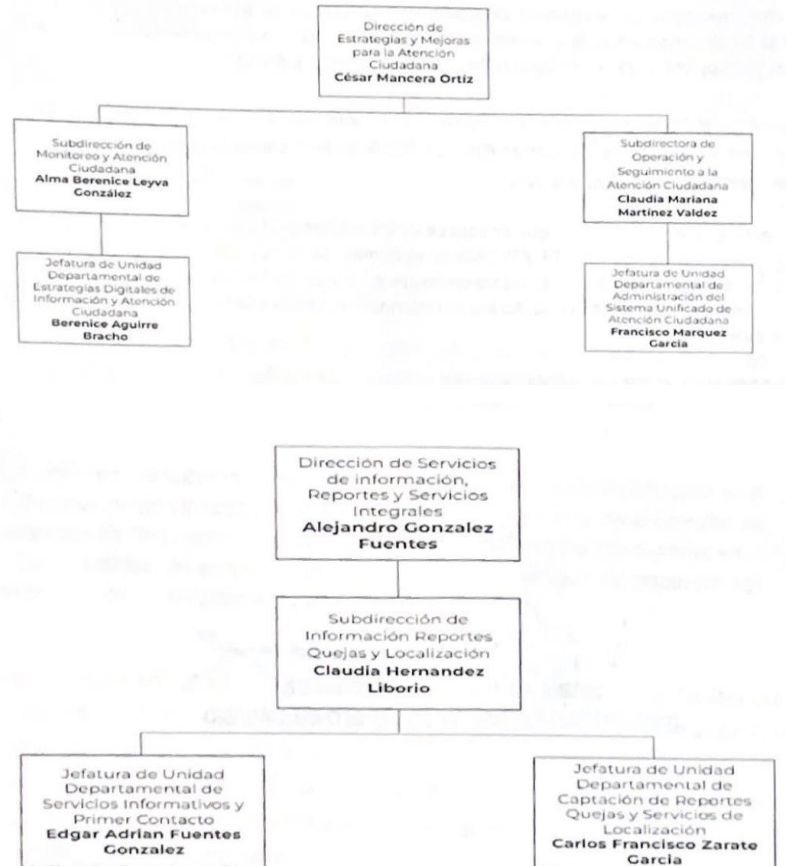 Dirección de
Estrategias y Mejoras
para la Atención
Ciudadana
César Mancera Ortíz
Subdirección de
Monitoreo y Atención
Ciudadana
Alma Berenice Leyva
González
Subdirectora de
Operación y
Seguimiento a la
Atención Ciudadana
Claudia Mariana
Martínez Valdez
Jefatura de Unidad
Departamental de
Estrategias Digitales de
Información y Atención
Ciudadana
Berenice Aguirre
Bracho
Jefatura de Unidad
Departamental de
Administración del
Sistema Unificado de
Atención Ciudadana
Francisco Marquez
Garcia
Dirección de Servicios
de información,
Reportes y Servicios
Integrales
Alejandro Gonzalez
Fuentes
Subdirección de
Información Reportes
Quejas y Localización
Claudia Hernandez
Liborio
Jefatura de Unidad
Departamental de
Servicios Informativos y
Primer Contacto
Edgar Adrian Fuentes
Gonzalez
Jefatura de Unidad
Departamental de
Captación de Reportes
Quejas y Servicios de
Localización
Carlos Francisco Zarate
Garcia